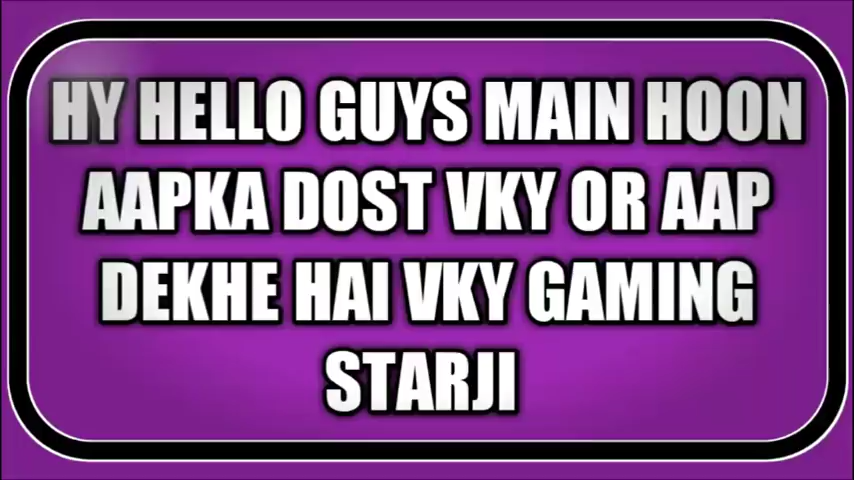 HY HELLO GUYS MAIN HOON
AAPKA DOST VKY OR AAP
DEKHE HAI VKY GAMING
STARJI